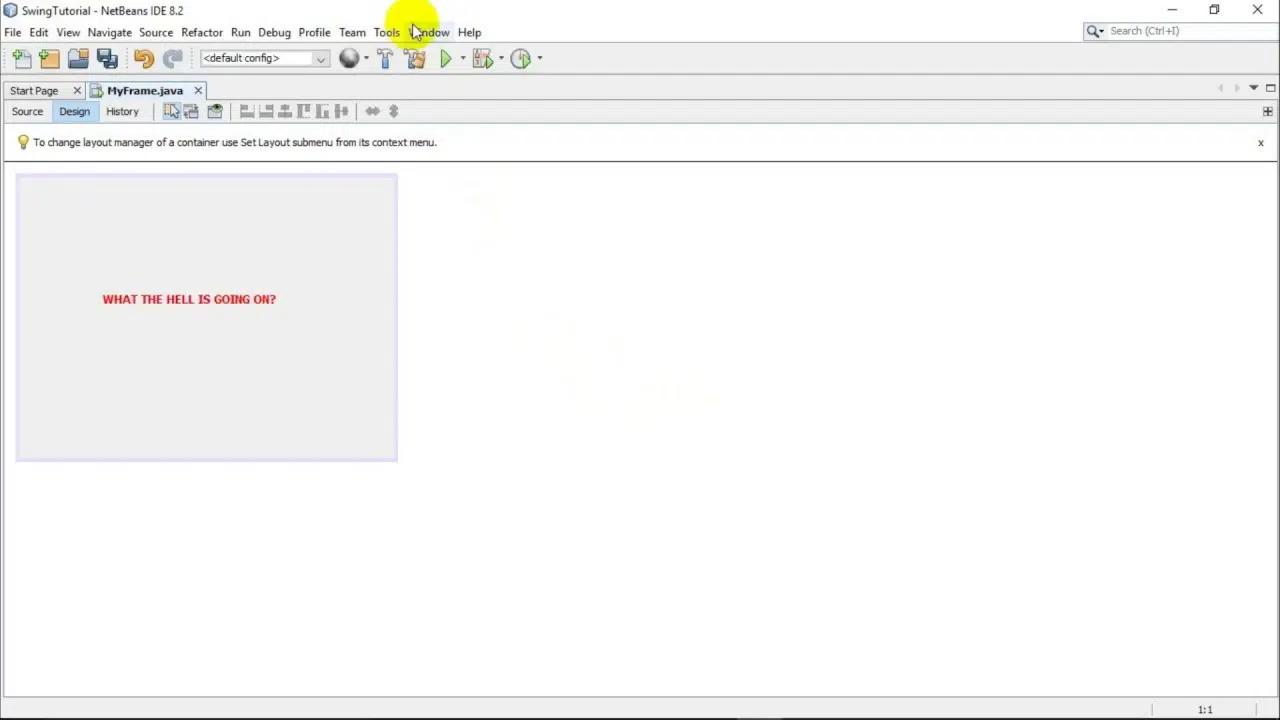 SwingTutorial - NetBeans IDE 8.2
File Edit View Navigate Source Refactor Run Debug Profile Team Tools Window Help
Search (Ctrl+I)
<default config>
Start Page MyFrame.java
Source Design History
To change layout manager of a container use Set Layout submenu from its context menu.
x
WHAT THE HELL IS GOING ON?
1:1